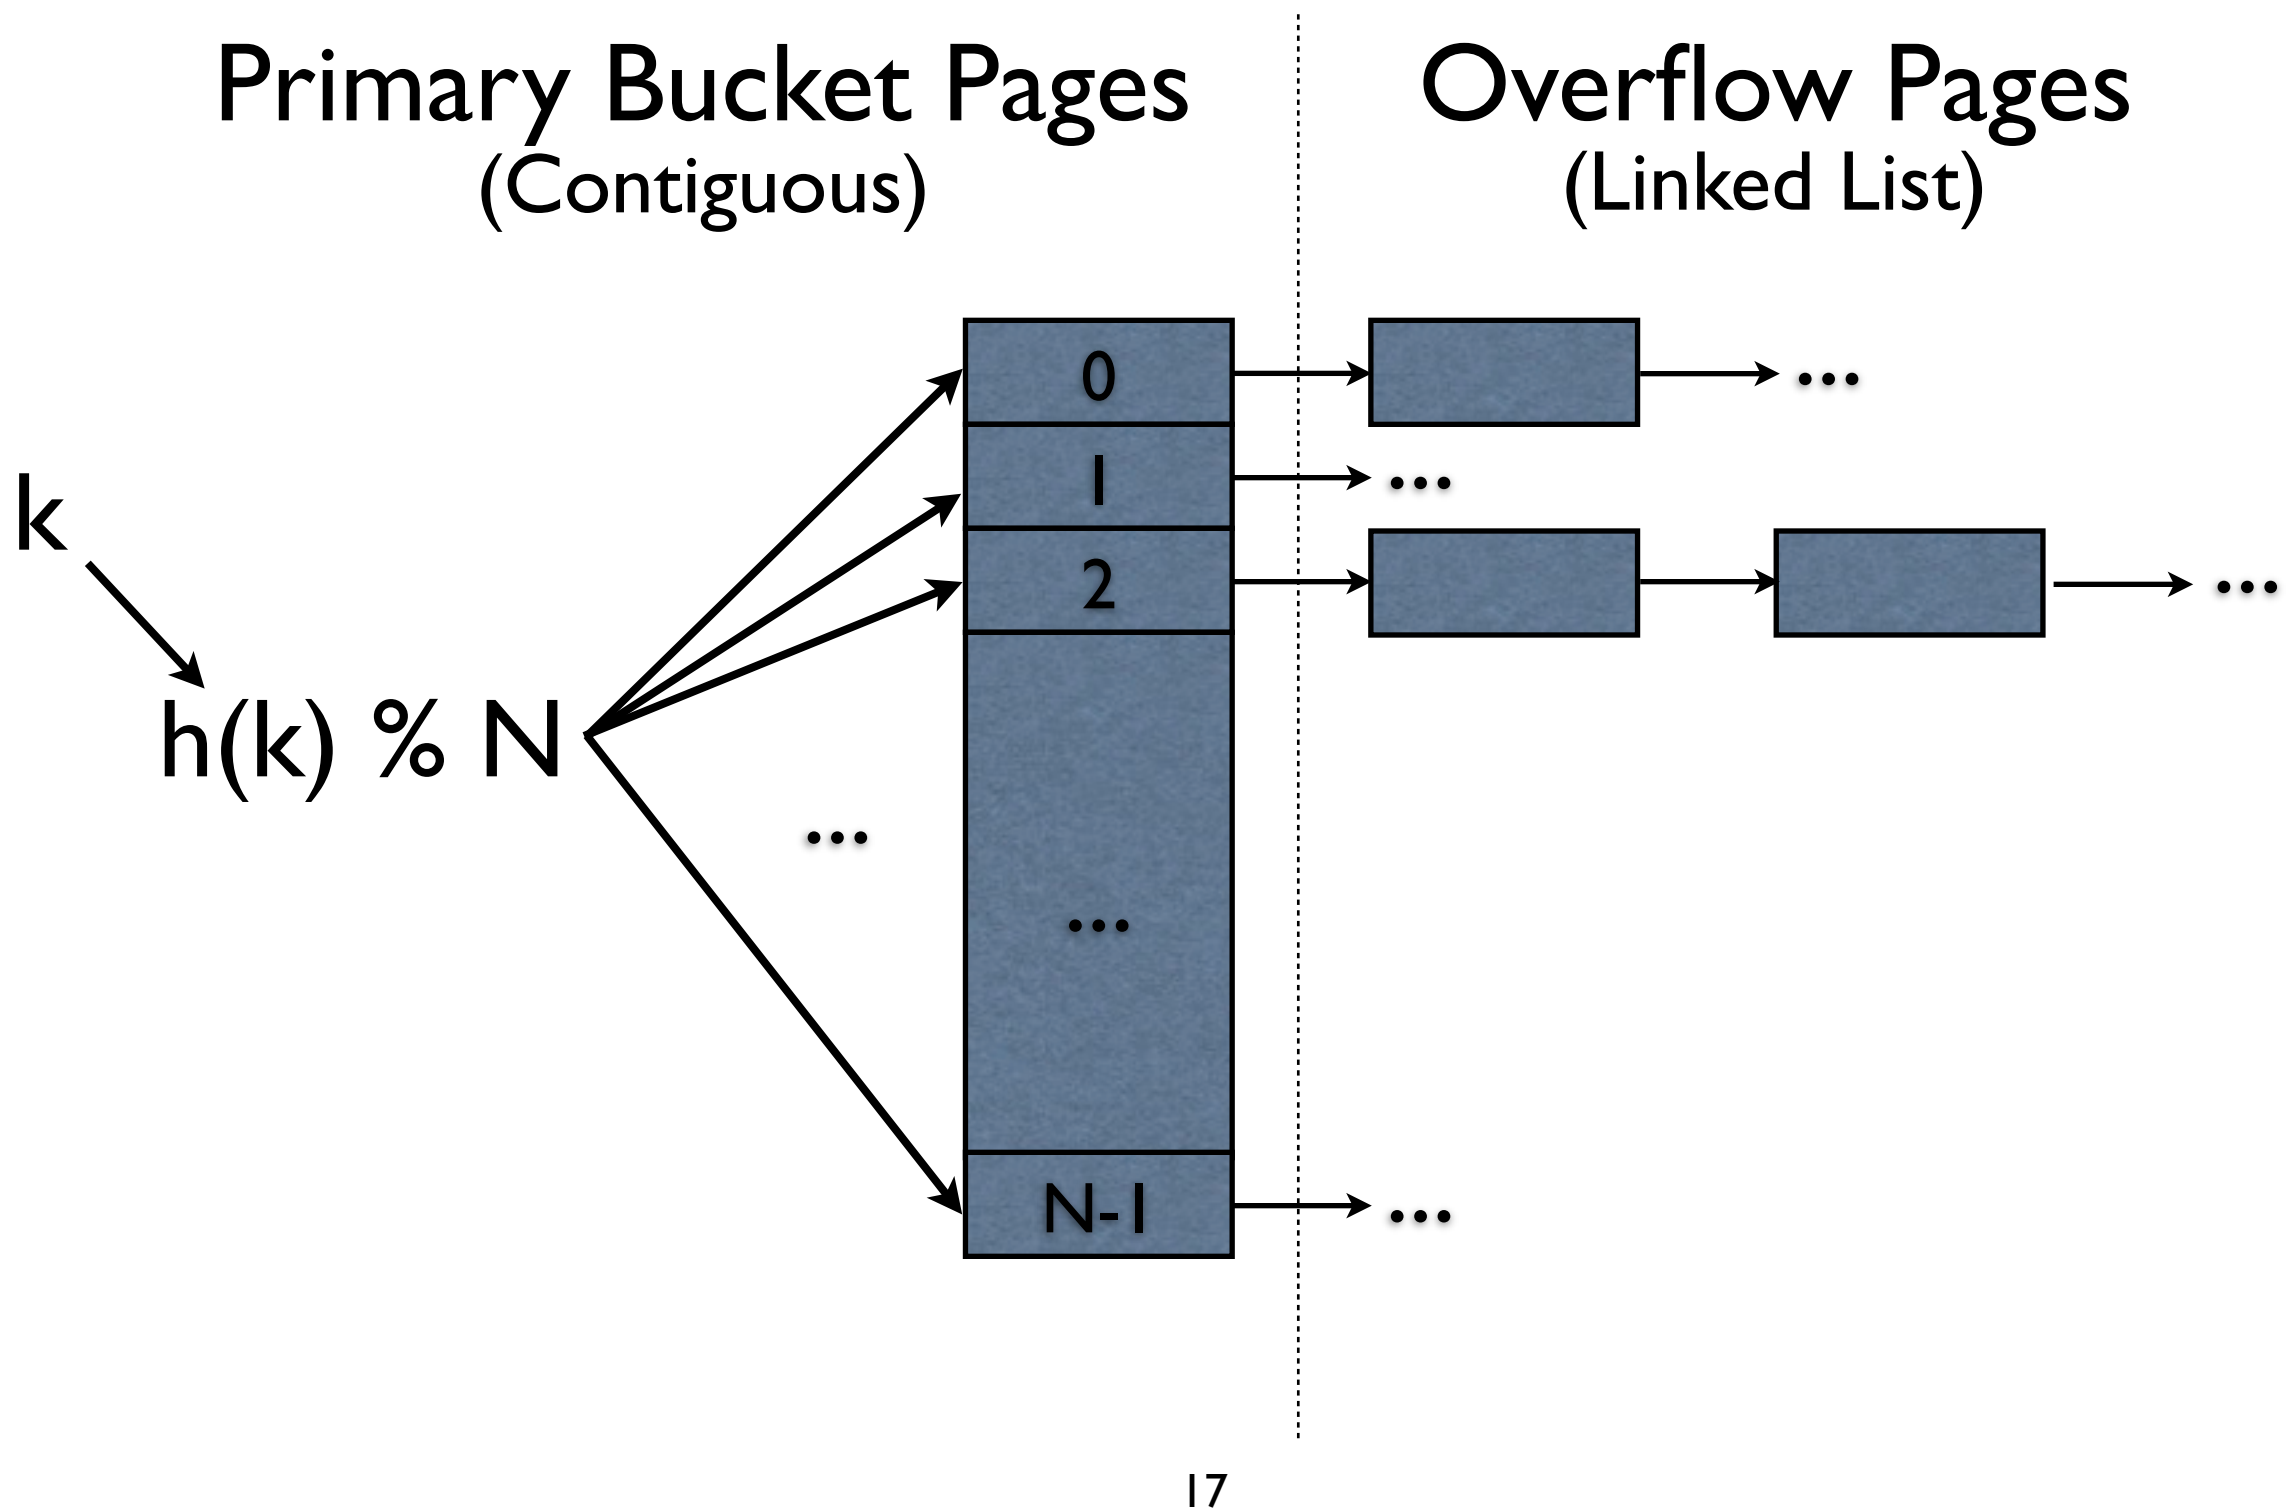 Primary Bucket Pages
(Contiguous)
Overflow Pages
(Linked List)
k
h(k) % N
...
0
1
2
...
N-1
...
...
...
...
17